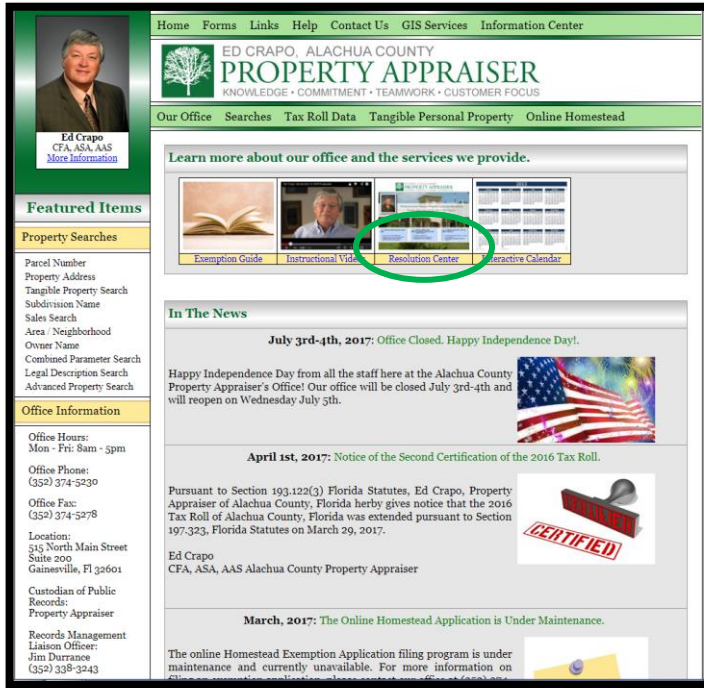 Home Forms Links Help Contact Us GIS Services Information Center
ED CRAPO, ALACHUA COUNTY
PROPERTY APPRAISER
KNOWLEDGE • COMMITMENT • TEAMWORK • CUSTOMER FOCUS
Our Office Searches Tax Roll Data Tangible Personal Property Online Homestead
Ed Crapo
CFA, ASA, AAS
More Information
Featured Items
Property Searches
Parcel Number
Property Address
Tangible Property Search
Subdivision Name
Sales Search
Area / Neighborhood
Owner Name
Combined Parameter Search
Legal Description Search
Advanced Property Search
Office Information
Office Hours:
Mon - Fri: 8am - 5pm
Office Phone:
(352) 374-5230
Office Fax:
(352) 374-5278
Location:
515 North Main Street
Suite 200
Gainesville, Fl 32601
Custodian of Public
Records:
Property Appraiser
Records Management
Liaison Officer:
Jim Durrance
(352) 338-3243
Learn more about our office and the services we provide.
PROPERTY APPRAISER
Exemption Guide Instructional Video Resolution Center Interactive Calendar
In The News
July 3rd-4th, 2017: Office Closed. Happy Independence Day!.
Happy Independence Day from all the staff here at the Alachua County
Property Appraiser's Office! Our office will be closed July 3rd-4th and
will reopen on Wednesday July 5th.
April 1st, 2017: Notice of the Second Certification of the 2016 Tax Roll.
Pursuant to Section 193.122(3) Florida Statutes, Ed Crapo, Property
Appraiser of Alachua County, Florida herby gives notice that the 2016
Tax Roll of Alachua County, Florida was extended pursuant to Section
197.323, Florida Statutes on March 29, 2017.
CERTIFIED
Ed Crapo
CFA, ASA, AAS Alachua County Property Appraiser
March, 2017: The Online Homestead Application is Under Maintenance.
The online Homestead Exemption Application filing program is under
maintenance and currently unavailable. For more information on
filing an exemption application, please contact our office at (352) 374-